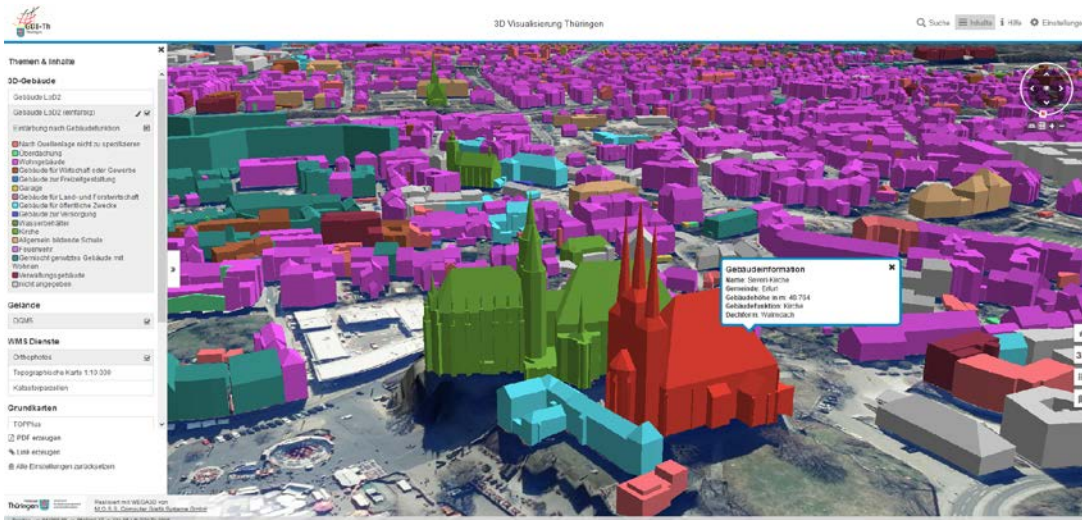 GDI-Th
Thüringen
3D Visualisierung Thüringen
Suche
Inhalte
Hilfe
Einstellunge
Themen & Inhalte
3D-Gebäude
Gebäude LoD2
Gebäude LoD2 (einfarbig)
Einfärbung nach Gebäudefunktion
Nach Quellenlage nicht zu spezifizieren
Überdachung
Wohngebäude
Gebäude für Wirtschaft oder Gewerbe
Gebäude zur Freizeitgestaltung
Garage
Gebäude für Land- und Forstwirtschaft
Gebäude für öffentliche Zwecke
Gebäude zur Versorgung
Wasserbehälter
Kirche
Allgemein bildende Schule
Feuerwehr
Gemischt genutztes Gebäude mit
Wohnen
Verwaltungsgebäude
nicht angegeben
Gelände
DGM5
WMS Dienste
Orthophotos
Topographische Karte 1:10 000
Katasterparzellen
Grundkarten
TOPPlus
PDF erzeugen
Link erzeugen
Alle Einstellungen zurücksetzen
Thüringen
Realisiert mit WEGA3D von
M.O.S.S. Computer Grafik Systeme GmbH
Gebäudeinformation
Name: Severi-Kirche
Gemeinde: Erfurt
Gebäudehöhe in m: 48.764
Gebäudefunktion: Kirche
Dachform: Walmdach